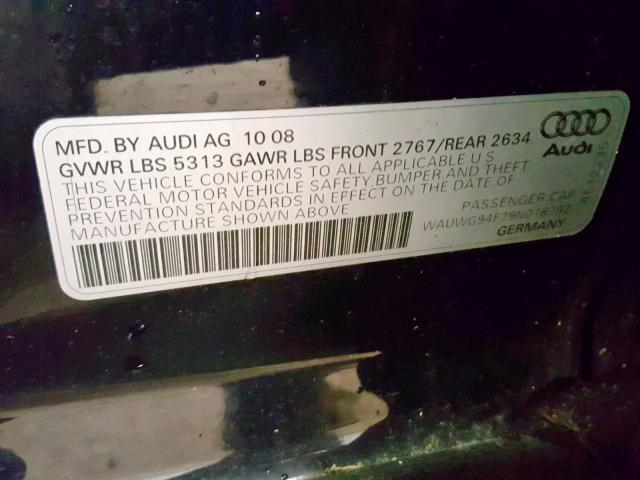 MFD. BY AUDI AG 10 08
GVWR LBS 5313 GAWR LBS FRONT 2767/REAR 2634
THIS VEHICLE CONFORMS TO ALL APPLICABLE U S
FEDERAL MOTOR VEHICLE SAFETY, BUMPER AND THEFT
PREVENTION STANDARDS IN EFFECT ON THE DATE OF
MANUFACTURE SHOWN ABOVE
Audi
PASSENGER CAR
WAUWG94F79N018792
GERMANY